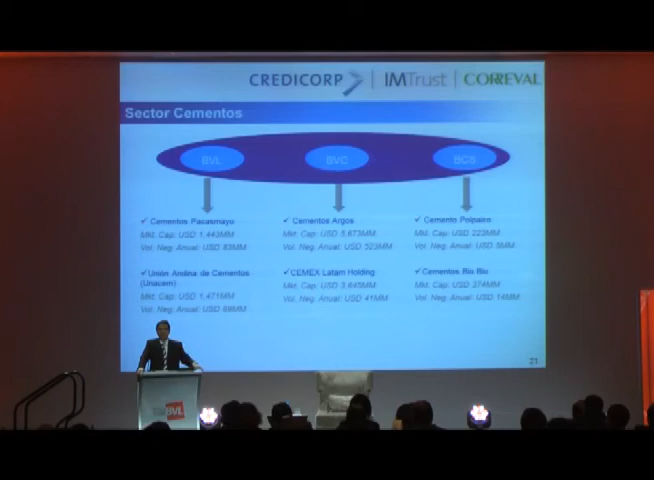 CREDICORP | IMTrust | CORREVAL
Sector Cementos
BVL BVC BCS
✓ Cementos Pacasmayo
Mkt. Cap: USD 1,443MM
Vol. Neg. Anual: USD 83MM
✓ Unión Andina de Cementos
(Unacem)
Mkt. Cap: USD 1,471MM
Vol. Neg. Anual: USD 69MM
✓ Cementos Argos
Mkt. Cap: USD 5,673MM
Vol. Neg. Anual: USD 523MM
✓ CEMEX Latam Holding
Mkt. Cap: USD 3,645MM
Vol. Neg. Anual: USD 41MM
✓ Cemento Polpaico
Mkt. Cap: USD 223MM
Vol. Neg. Anual: USD 5MM
✓ Cementos Bio Bio
Mkt. Cap: USD 374MM
Vol. Neg. Anual: USD 14MM
21
BVL